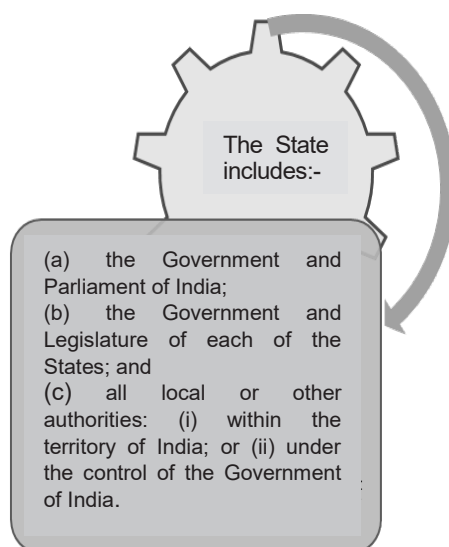 The State
includes:-
(a) the Government and
Parliament of India;
(b) the Government and
Legislature of each of the
States; and
(c) all local or other
authorities: (i) within the
territory of India; or (ii) under
the control of the Government
of India.